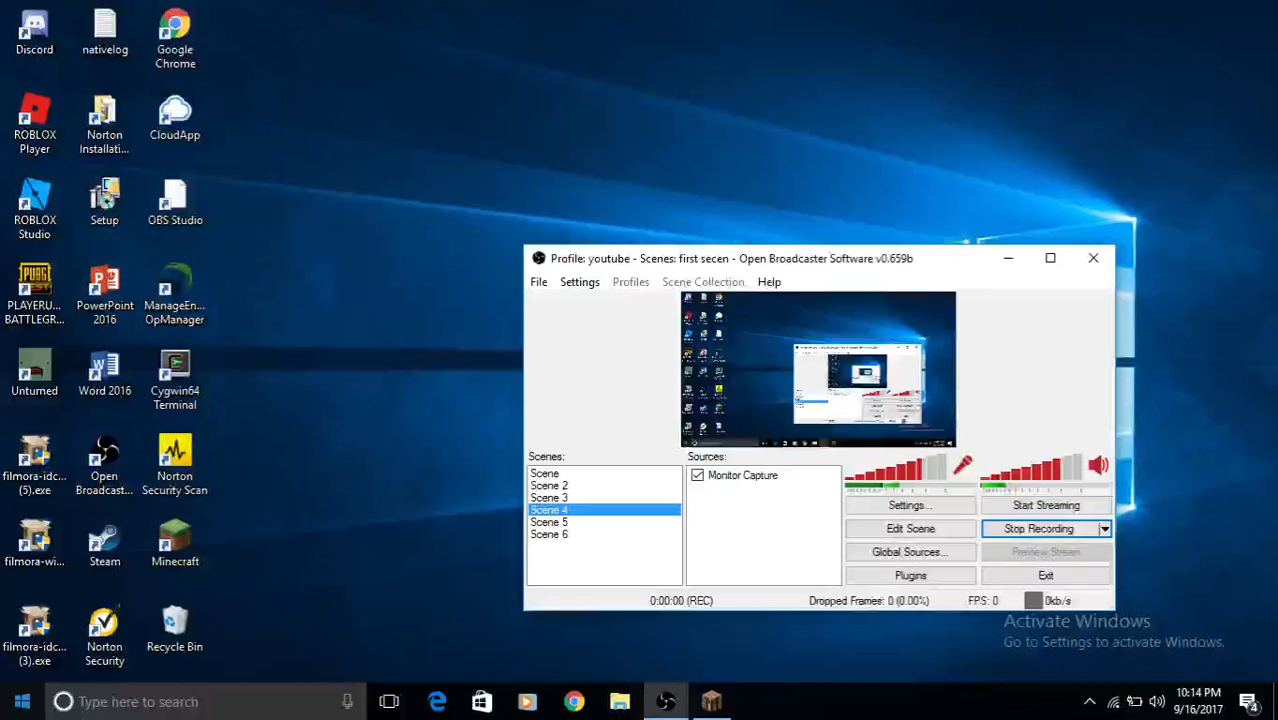 Discord
nativelog
Google
Chrome
ROBLOX
Player
Norton
Installati...
CloudApp
ROBLOX
Studio
Setup
OBS Studio
PLAYERU...
BATTLEGR...
PowerPoint
2016
ManageEn...
OpManager
Unturned
Word 2016
Cygwin64
Terminal
filmora-idc...
(5).exe
Open
Broadcast...
Norton
Security Scan
filmora-wi...
Steam
Minecraft
filmora-idc...
(3).exe
Norton
Security
Recycle Bin
Profile: youtube - Scenes: first secen - Open Broadcaster Software v0.659b
File Settings Profiles Scene Collection Help
Scenes:
Scene
Scene 2
Scene 3
Scene 4
Scene 5
Scene 6
Sources:
Monitor Capture
Settings... Start Streaming
Edit Scene Stop Recording
Global Sources... Preview Stream
Plugins Exit
0:00:00 (REC) Dropped Frames: 0 (0.00%) FPS: 0 0kb/s
Activate Windows
Go to Settings to activate Windows.
Type here to search
10:14 PM
9/16/2017
4